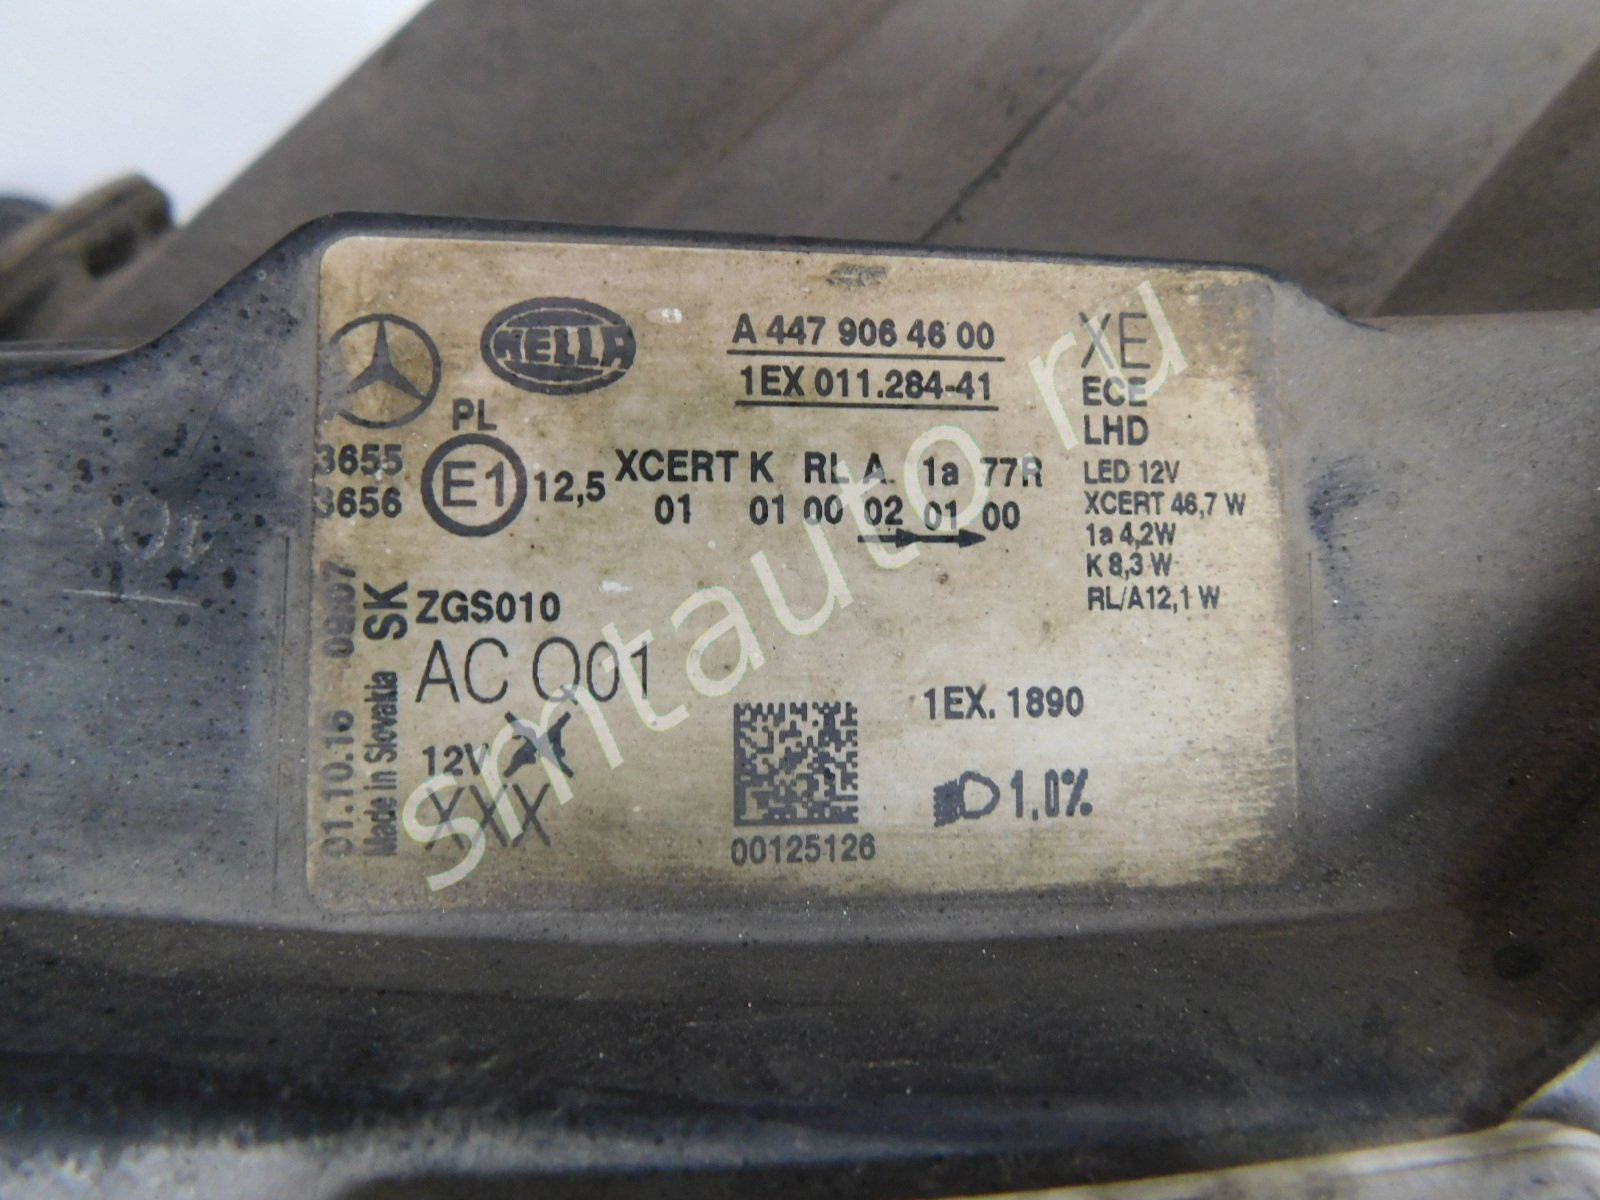 HELLA
A 447 906 46 00
1EX 011.284-41
XE
ECE
LHD
LED 12V
XCERT 46,7 W
1a 4,2W
K 8,3 W
RL/A12,1 W
PL
3655
3656
E1
12,5
XCERT K RL A. 1a 77R
01 01 00 02 01 00
SK
ZGS010
AC Q01
01.10.16
Made in Slovakia
12V
XXX
00125126
1EX. 1890
1.0%
smtauto.ru